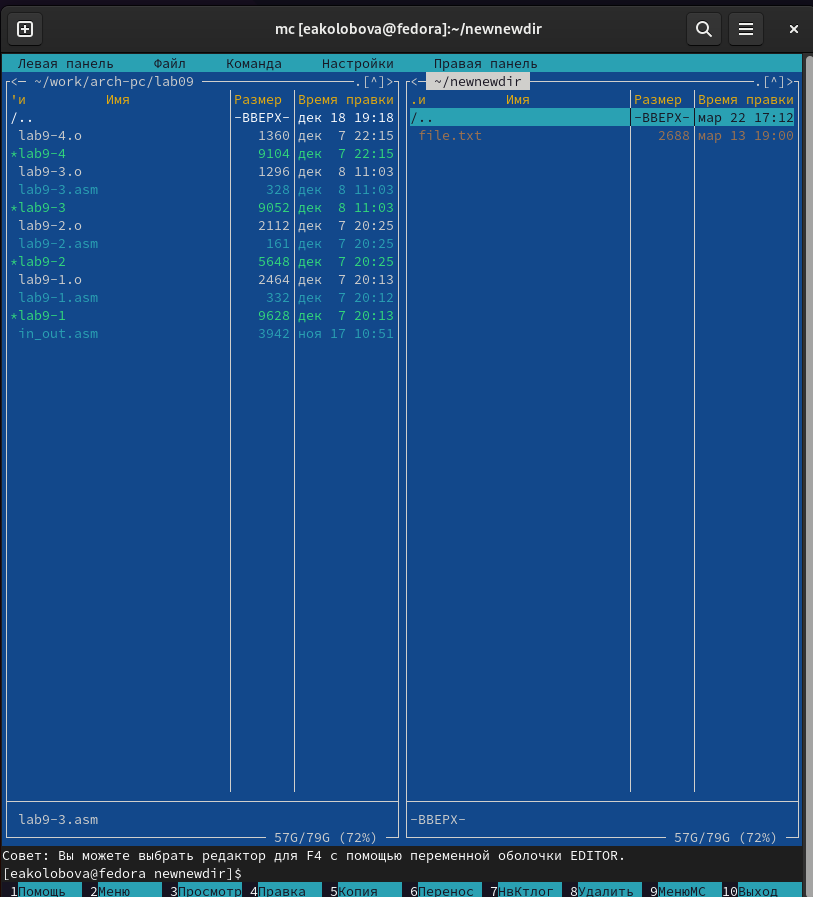 mc [eakolobova@fedora]:~/newnewdir
Левая панель Файл Команда Настройки Правая панель
<─ ~/work/arch-pc/lab09 ─.[^]>
'и Имя Размер Время правки
/.. -ВВЕРХ- дек 18 19:18
lab9-4.o 1360 дек 7 22:15
*lab9-4 9104 дек 7 22:15
lab9-3.o 1296 дек 8 11:03
lab9-3.asm 328 дек 8 11:03
*lab9-3 9052 дек 8 11:03
lab9-2.o 2112 дек 7 20:25
lab9-2.asm 161 дек 7 20:25
*lab9-2 5648 дек 7 20:25
lab9-1.o 2464 дек 7 20:13
lab9-1.asm 332 дек 7 20:12
*lab9-1 9628 дек 7 20:13
in_out.asm 3942 ноя 17 10:51
lab9-3.asm
57G/79G (72%)
<─ ~/newnewdir ─.[^]>
.и Имя Размер Время правки
/.. -ВВЕРХ- мар 22 17:12
file.txt 2688 мар 13 19:00
-ВВЕРХ-
57G/79G (72%)
Совет: Вы можете выбрать редактор для F4 с помощью переменной оболочки EDITOR.
[eakolobova@fedora newnewdir]$
1Помощь 2Меню 3Просмотр 4Правка 5Копия 6Перенос 7НвКтлог 8Удалить 9МенюMC 10Выход